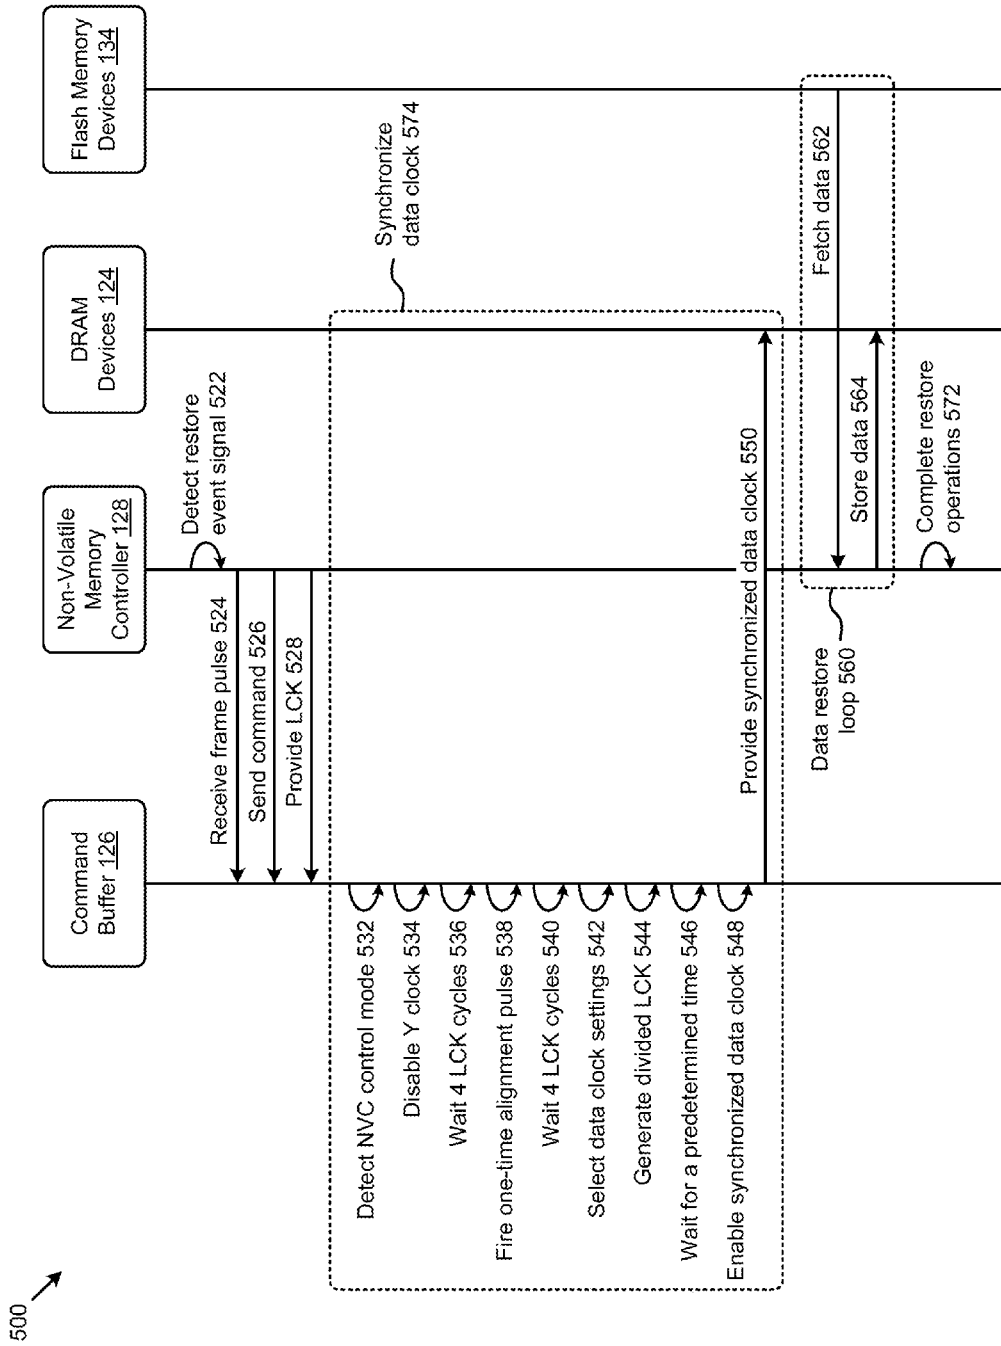 500
Command
Buffer 126
Non-Volatile
Memory
Controller 128
DRAM
Devices 124
Flash Memory
Devices 134
Detect restore
event signal 522
Receive frame pulse 524
Send command 526
Provide LCK 528
Synchronize
data clock 574
Detect NVC control mode 532
Disable Y clock 534
Wait 4 LCK cycles 536
Fire one-time alignment pulse 538
Wait 4 LCK cycles 540
Select data clock settings 542
Generate divided LCK 544
Wait for a predetermined time 546
Enable synchronized data clock 548
Provide synchronized data clock 550
Data restore
loop 560
Fetch data 562
Store data 564
Complete restore
operations 572